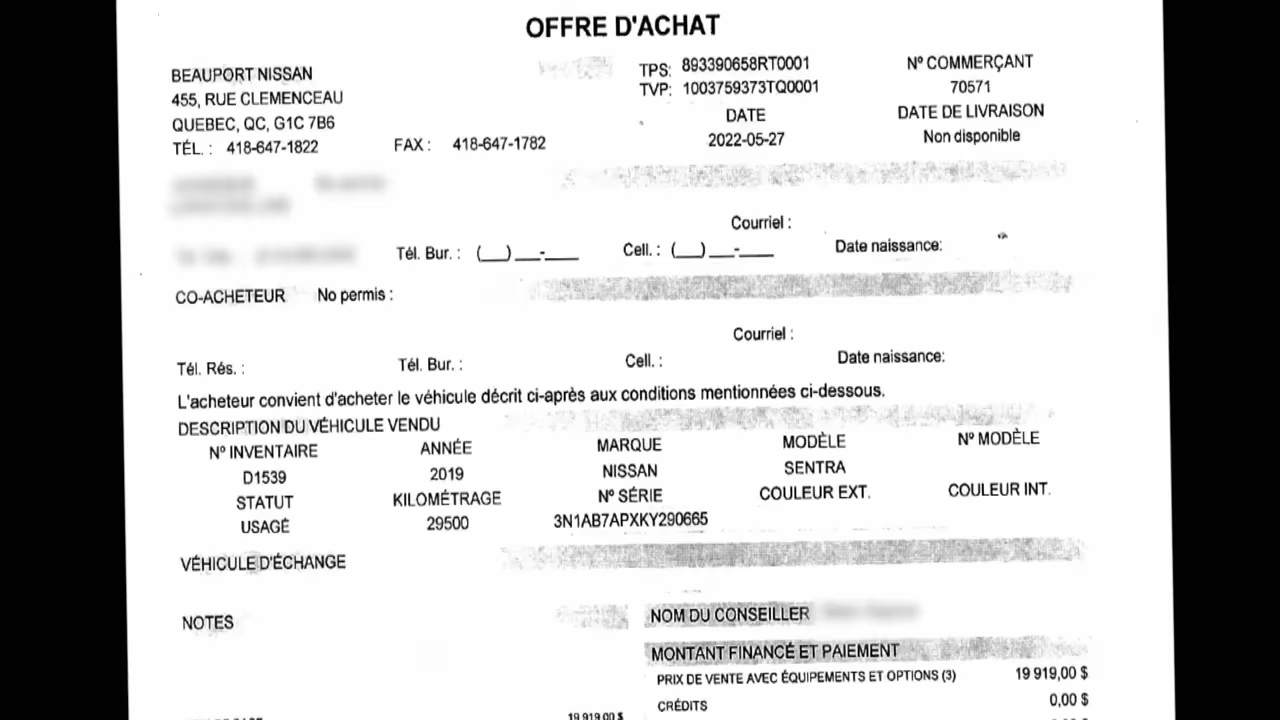 OFFRE D'ACHAT
BEAUPORT NISSAN
455, RUE CLEMENCEAU
QUEBEC, QC, G1C 7B6
TÉL. : 418-647-1822 FAX : 418-647-1782
TPS: 893390658RT0001
TVP: 1003759373TQ0001
DATE
2022-05-27
Nº COMMERÇANT
70571
DATE DE LIVRAISON
Non disponible
Courriel :
Tél. Bur. : (__) __-___ Cell. : (__) __-___ Date naissance:
CO-ACHETEUR No permis :
Courriel :
Tél. Rés. : Tél. Bur. : Cell. : Date naissance:
L'acheteur convient d'acheter le véhicule décrit ci-après aux conditions mentionnées ci-dessous.
DESCRIPTION DU VÉHICULE VENDU
Nº INVENTAIRE ANNÉE MARQUE MODÈLE Nº MODÈLE
D1539 2019 NISSAN SENTRA
STATUT KILOMÉTRAGE Nº SÉRIE COULEUR EXT. COULEUR INT.
USAGÉ 29500 3N1AB7APXKY290665
VÉHICULE D'ÉCHANGE
NOTES
NOM DU CONSEILLER
MONTANT FINANCÉ ET PAIEMENT
PRIX DE VENTE AVEC ÉQUIPEMENTS ET OPTIONS (3) 19 919,00 $
CRÉDITS 0,00 $
19 919,00 $